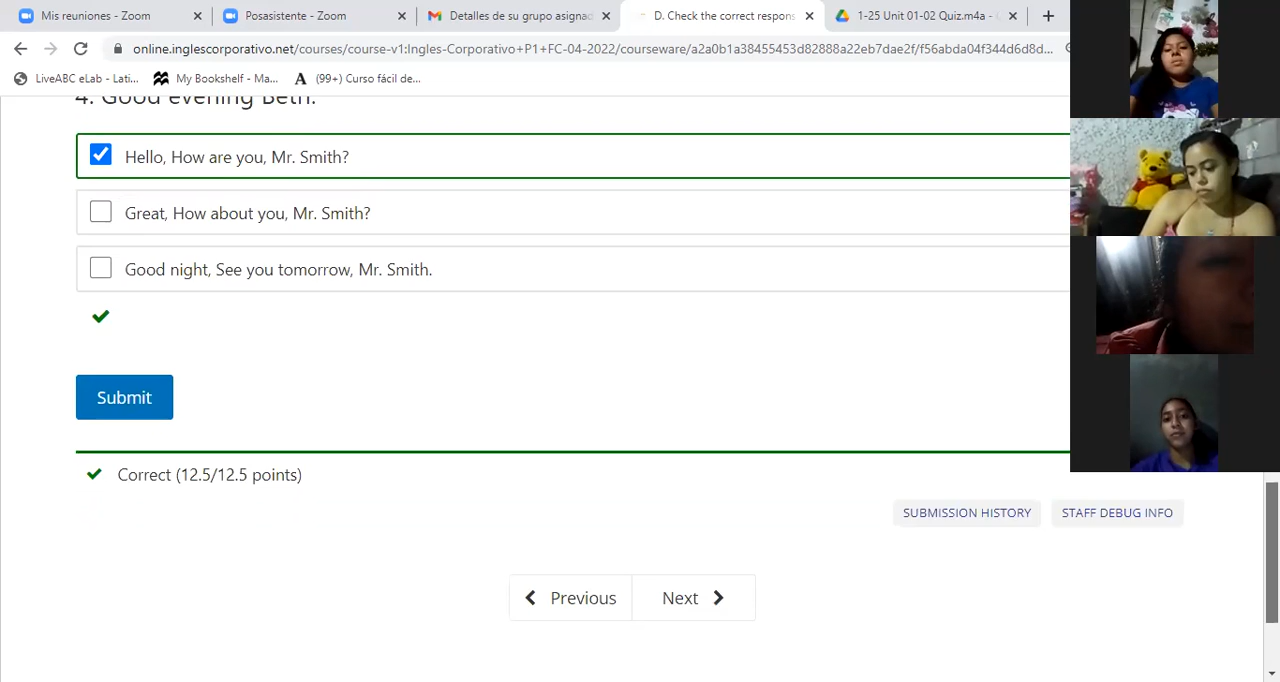 Mis reuniones - Zoom
Posasistente - Zoom
Detalles de su grupo asignad
D. Check the correct respons
1-25 Unit 01-02 Quiz.m4a -
online.inglescorporativo.net/courses/course-v1:Ingles-Corporativo+P1+FC-04-2022/courseware/a2a0b1a38455453d82888a22eb7dae2f/f56abda04f344d6d8d...
LiveABC eLab - Lati...
My Bookshelf - Ma...
(99+) Curso fácil de...
4. Good evening Beth.
Hello, How are you, Mr. Smith?
Great, How about you, Mr. Smith?
Good night, See you tomorrow, Mr. Smith.
Submit
Correct (12.5/12.5 points)
SUBMISSION HISTORY
STAFF DEBUG INFO
Previous
Next